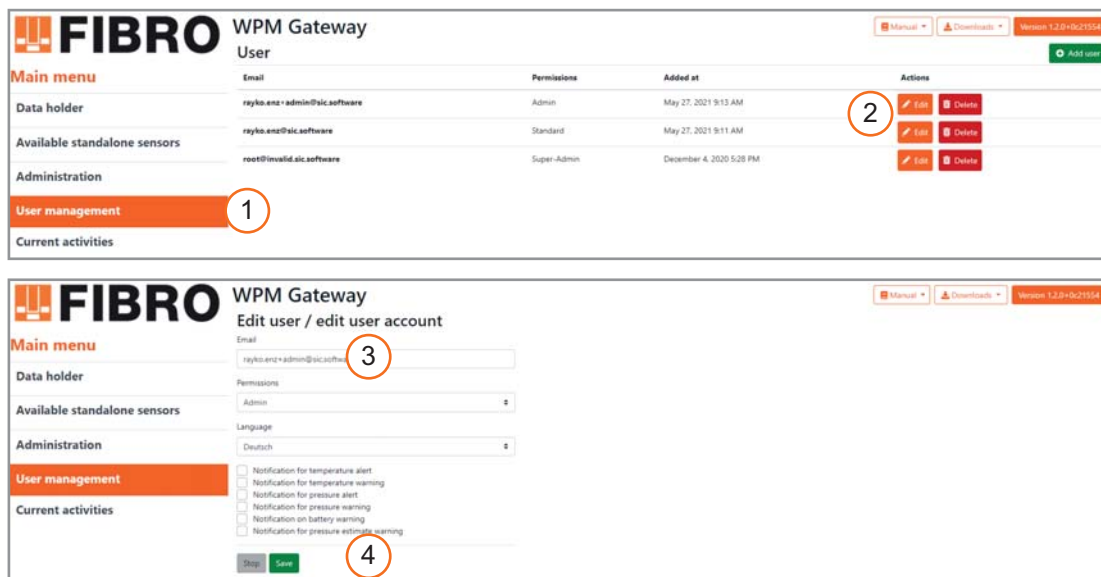 FIBRO
WPM Gateway
Manual
Downloads
Version 1.2.0+0c21554
User
Add user
Main menu
Email Permissions Added at Actions
Data holder
rayko.enz+admin@sic.software Admin May 27, 2021 9:13 AM Edit Delete
2
Available standalone sensors
rayko.enz@sic.software Standard May 27, 2021 9:11 AM Edit Delete
root@invalid.sic.software Super-Admin December 4, 2020 5:28 PM Edit Delete
Administration
User management
1
Current activities
FIBRO
WPM Gateway
Manual
Downloads
Version 1.2.0+0c21554
Edit user / edit user account
Main menu
Email
rayko.enz+admin@sic.softwa
3
Data holder
Permissions
Admin
Available standalone sensors
Language
Deutsch
Administration
User management
Current activities
Notification for temperature alert
Notification for temperature warning
Notification for pressure alert
Notification for pressure warning
Notification on battery warning
Notification for pressure estimate warning
Stop Save
4